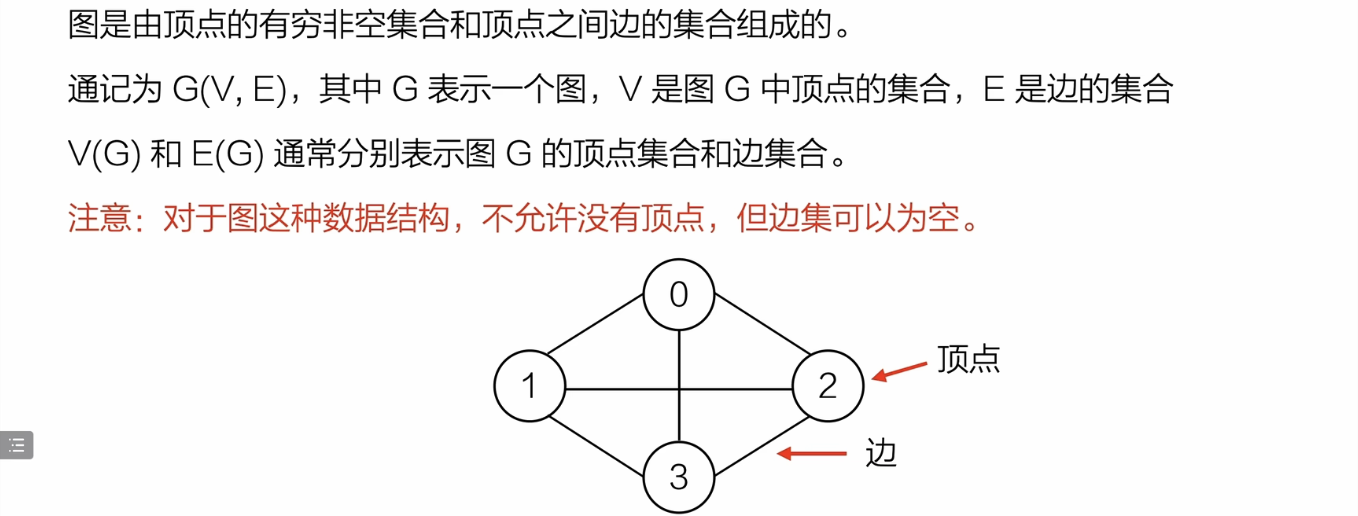 图是由顶点的有穷非空集合和顶点之间边的集合组成的。
通记为 G(V, E)，其中 G 表示一个图，V 是图 G 中顶点的集合，E 是边的集合
V(G) 和 E(G) 通常分别表示图 G 的顶点集合和边集合。
注意：对于图这种数据结构，不允许没有顶点，但边集可以为空。
0
顶点
1
2
边
3